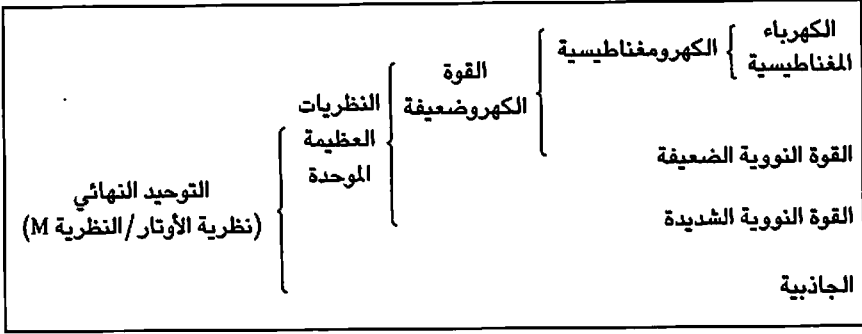 الكهرباء
المغناطيسية
الكهرومغناطيسية
القوة
الكهروضعيفة
النظريات
العظيمة
الموحدة
القوة النووية الضعيفة
التوحيد النهائي
(نظرية الأوتار/النظرية M)
القوة النووية الشديدة
الجاذبية